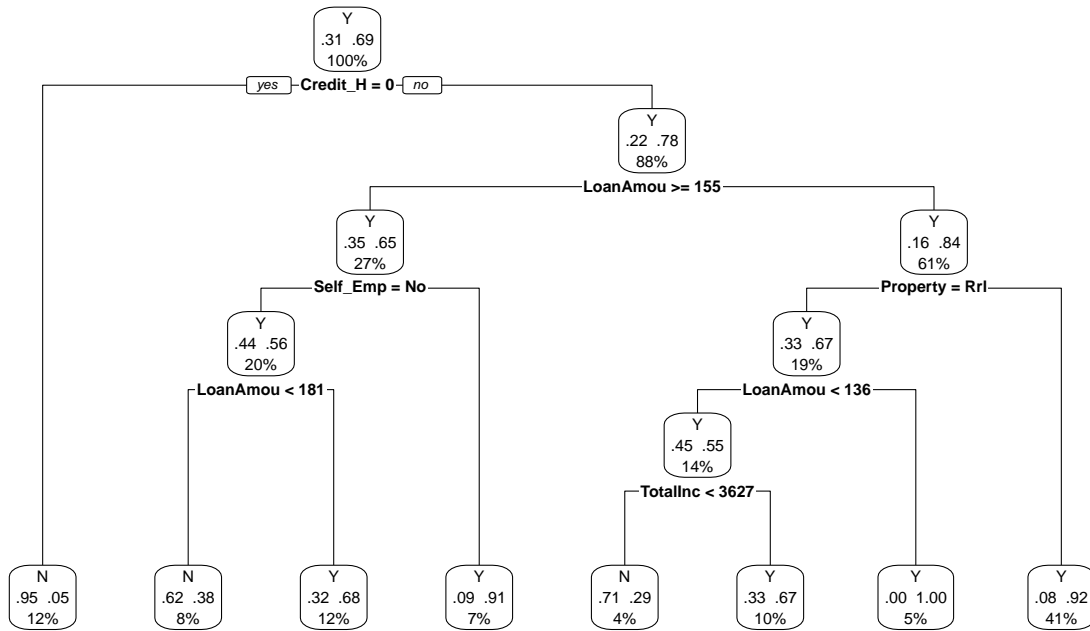 Y
.31 .69
100%
yes Credit_H = 0 no
Y
.22 .78
88%
LoanAmou >= 155
Y
.35 .65
27%
Self_Emp = No
Y
.16 .84
61%
Property = Rrl
Y
.44 .56
20%
LoanAmou < 181
Y
.33 .67
19%
LoanAmou < 136
Y
.45 .55
14%
TotalInc < 3627
N
.95 .05
12%
N
.62 .38
8%
Y
.32 .68
12%
Y
.09 .91
7%
N
.71 .29
4%
Y
.33 .67
10%
Y
.00 1.00
5%
Y
.08 .92
41%